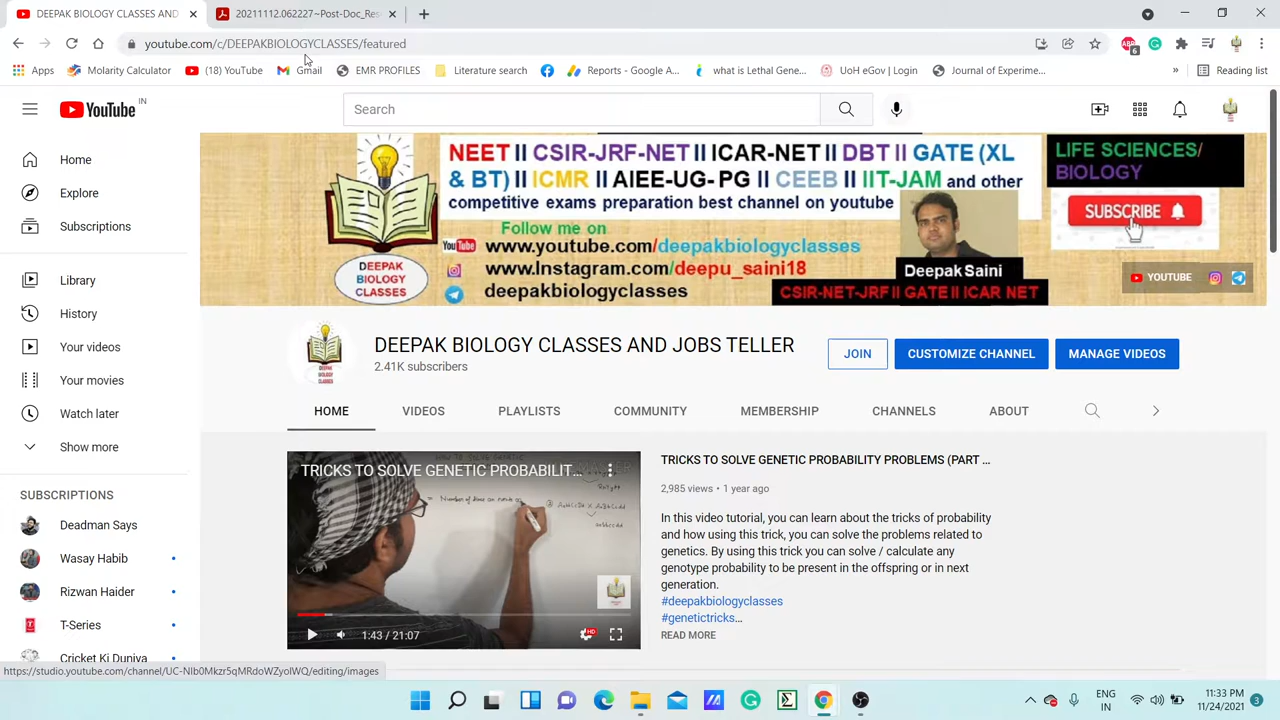 DEEPAK BIOLOGY CLASSES AND
20211112.062227~Post-Doc_Res
youtube.com/c/DEEPAKBIOLOGYCLASSES/featured
6
Apps Molarity Calculator (18) YouTube Gmail EMR PROFILES Literature search Reports - Google A... what is Lethal Gene... UoH eGov | Login Journal of Experime... » Reading list
YouTube IN
Search
Home
Explore
Subscriptions
Library
History
Your videos
Your movies
Watch later
Show more
SUBSCRIPTIONS
Deadman Says
Wasay Habib
Rizwan Haider
T-Series
Cricket Ki Duniya
NEET II CSIR-JRF-NET II ICAR-NET II DBT II GATE (XL
& BT) II ICMR II AIEE-UG- PG II CEEB II IIT-JAM and other
competitive exams preparation best channel on youtube
Follow me on
YouTube www.youtube.com/deepakbiologyclasses
www.Instagram.com/deepu_saini18
deepakbiologyclasses
DEEPAK
BIOLOGY
CLASSES
Deepak Saini
CSIR-NET-JRF II GATE II ICAR NET
LIFE SCIENCES/
BIOLOGY
SUBSCRIBE
YOUTUBE
DEEPAK BIOLOGY CLASSES AND JOBS TELLER
2.41K subscribers
JOIN CUSTOMIZE CHANNEL MANAGE VIDEOS
HOME VIDEOS PLAYLISTS COMMUNITY MEMBERSHIP CHANNELS ABOUT
TRICKS TO SOLVE GENETIC PROBABILIT...
1:43 / 21:07
HD
TRICKS TO SOLVE GENETIC PROBABILITY PROBLEMS (PART ...
2,985 views • 1 year ago
In this video tutorial, you can learn about the tricks of probability
and how using this trick, you can solve the problems related to
genetics. By using this trick you can solve / calculate any
genotype probability to be present in the offspring or in next
generation.
#deepakbiologyclasses
#genetictricks...
READ MORE
ENG
IN
11:33 PM
11/24/2021
3